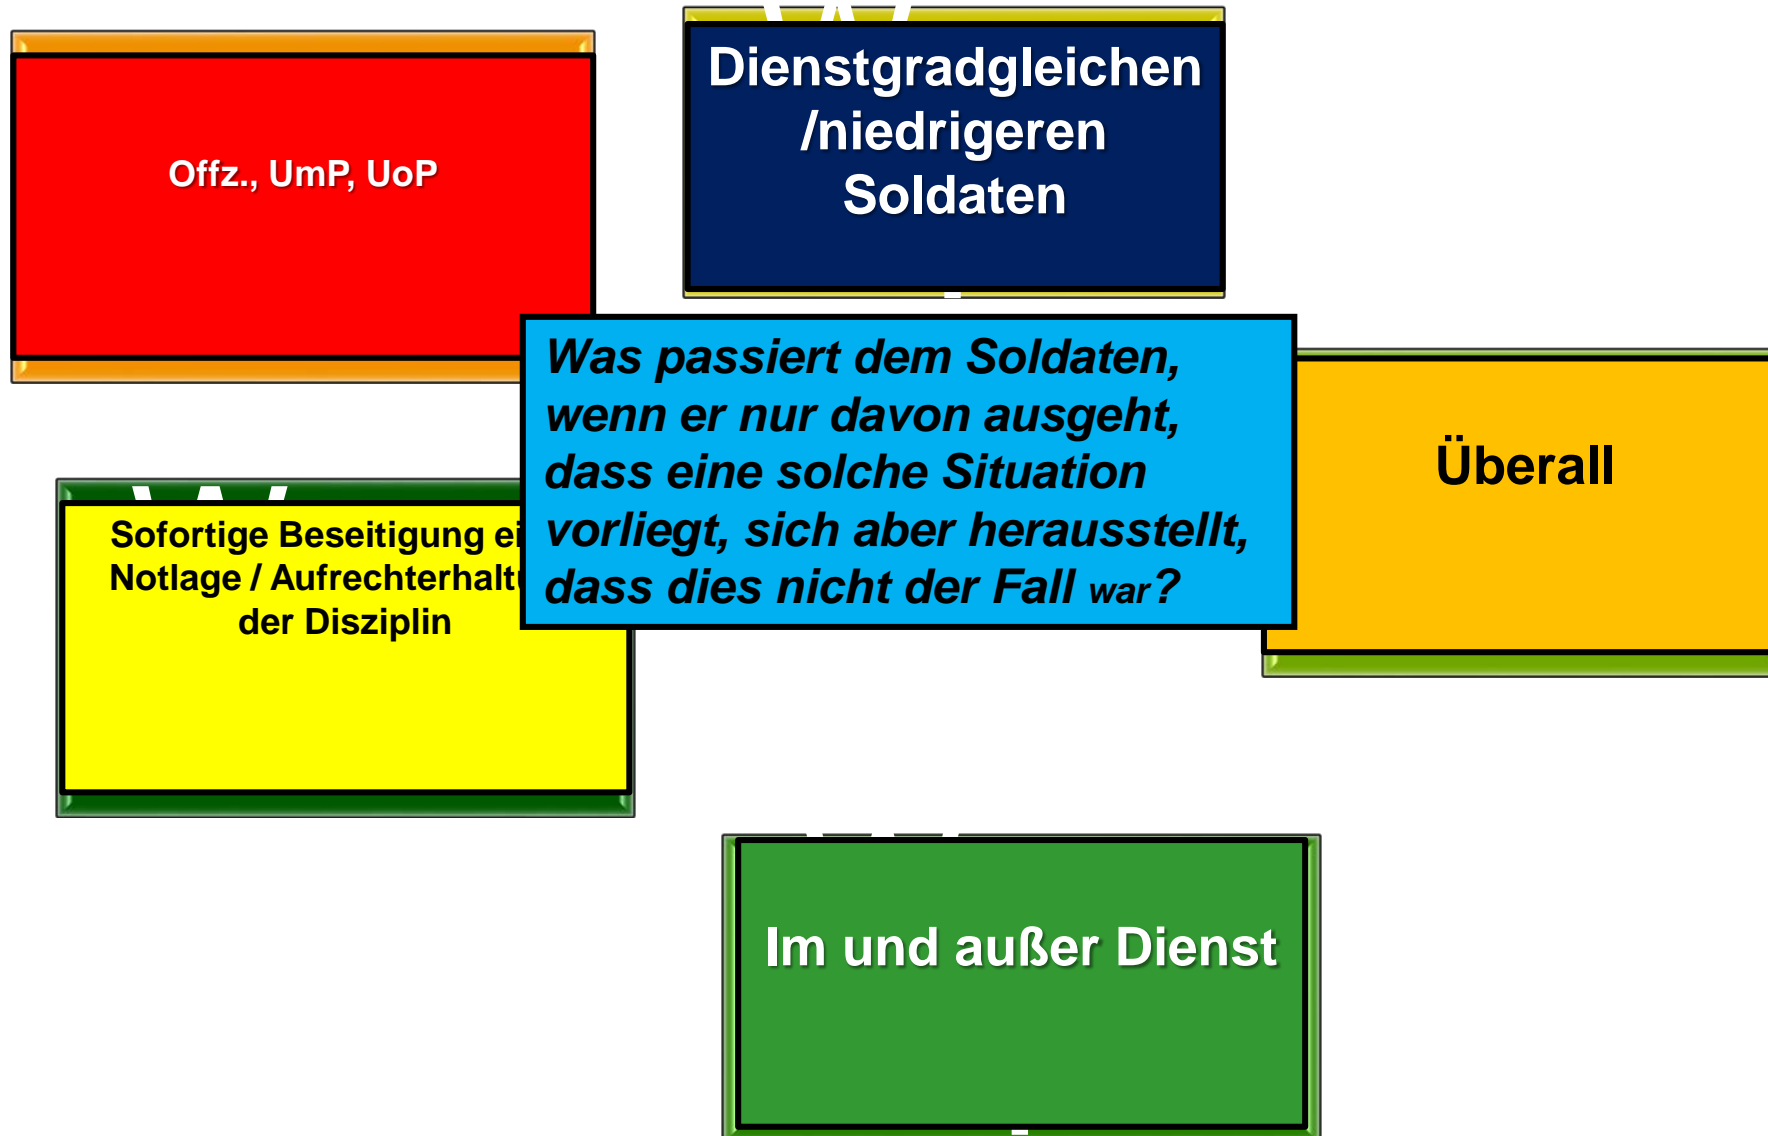 Offz., UmP, UoP
Dienstgradgleichen
/niedrigeren
Soldaten
Was passiert dem Soldaten,
wenn er nur davon ausgeht,
dass eine solche Situation
vorliegt, sich aber herausstellt,
dass dies nicht der Fall war?
Überall
Sofortige Beseitigung
Notlage / 
der Disziplin
Im und außer Dienst